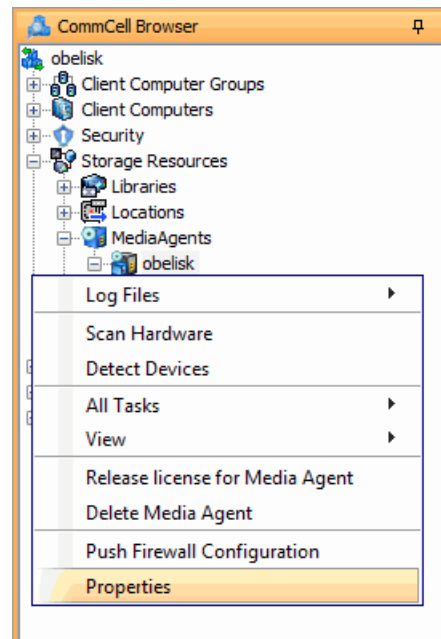 CommCell Browser
obelisk
Client Computer Groups
Client Computers
Security
Storage Resources
Libraries
Locations
MediaAgents
obelisk
Log Files
Scan Hardware
Detect Devices
All Tasks
View
Release license for Media Agent
Delete Media Agent
Push Firewall Configuration
Properties